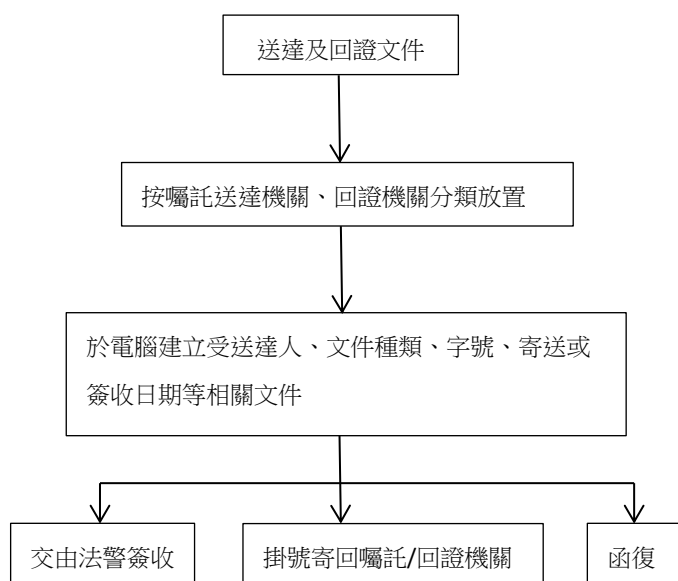 送達及回證文件
按囑託送達機關、回證機關分類放置
於電腦建立受送達人、文件種類、字號、寄送或
簽收日期等相關文件
交由法警簽收
掛號寄回囑託/回證機關
函復